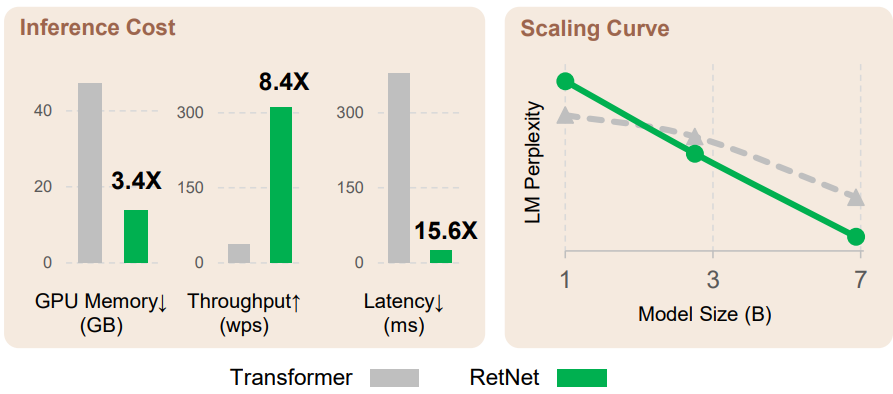 Inference Cost
40
20
0
3.4X
GPU Memory↓
(GB)
300
150
0
8.4X
Throughput↑
(wps)
300
150
0
15.6X
Latency↓
(ms)
Scaling Curve
LM Perplexity
1 3 7
Model Size (B)
Transformer RetNet